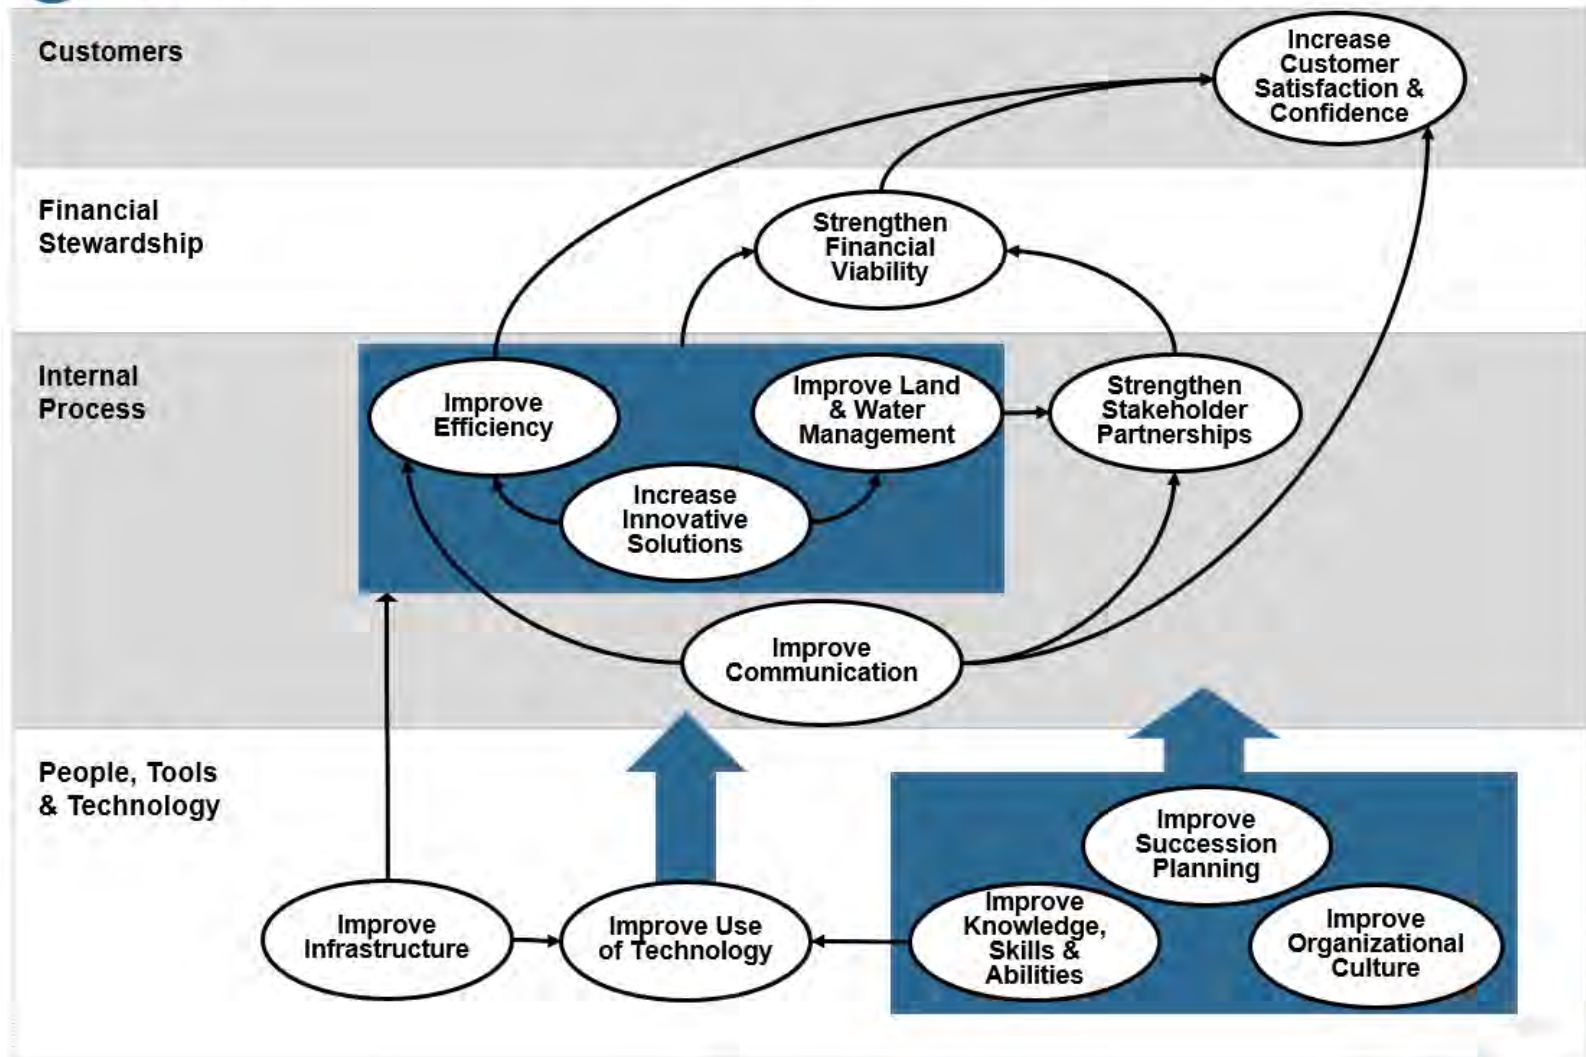 Customers
Increase
Customer
Satisfaction &
Confidence
Financial
Stewardship
Strengthen
Financial
Viability
Internal
Process
Improve
Efficiency
Improve Land
& Water
Management
Strengthen
Stakeholder
Partnerships
Increase
Innovative
Solutions
Improve
Communication
People, Tools
& Technology
Improve
Succession
Planning
Improve
Infrastructure
Improve Use
of Technology
Improve
Knowledge,
Skills &
Abilities
Improve
Organizational
Culture